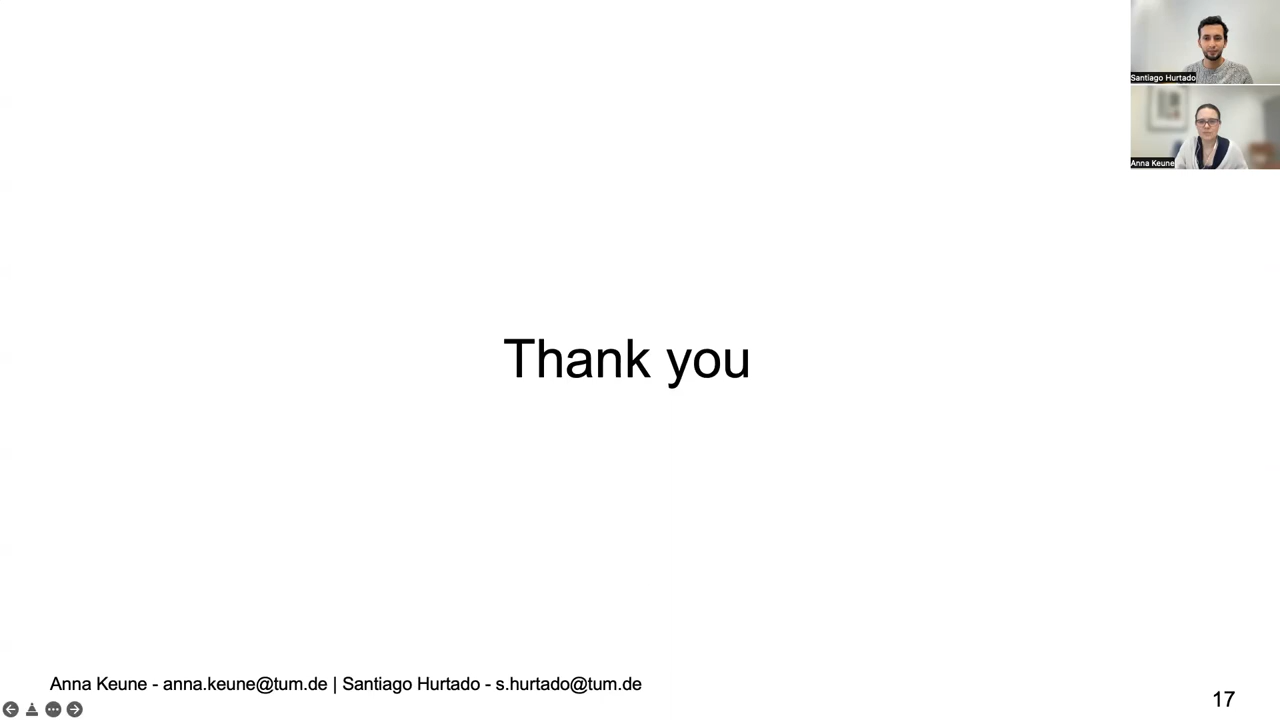 Santiago Hurtado
Anna Keune
Thank you
Anna Keune - anna.keune@tum.de | Santiago Hurtado - s.hurtado@tum.de
17